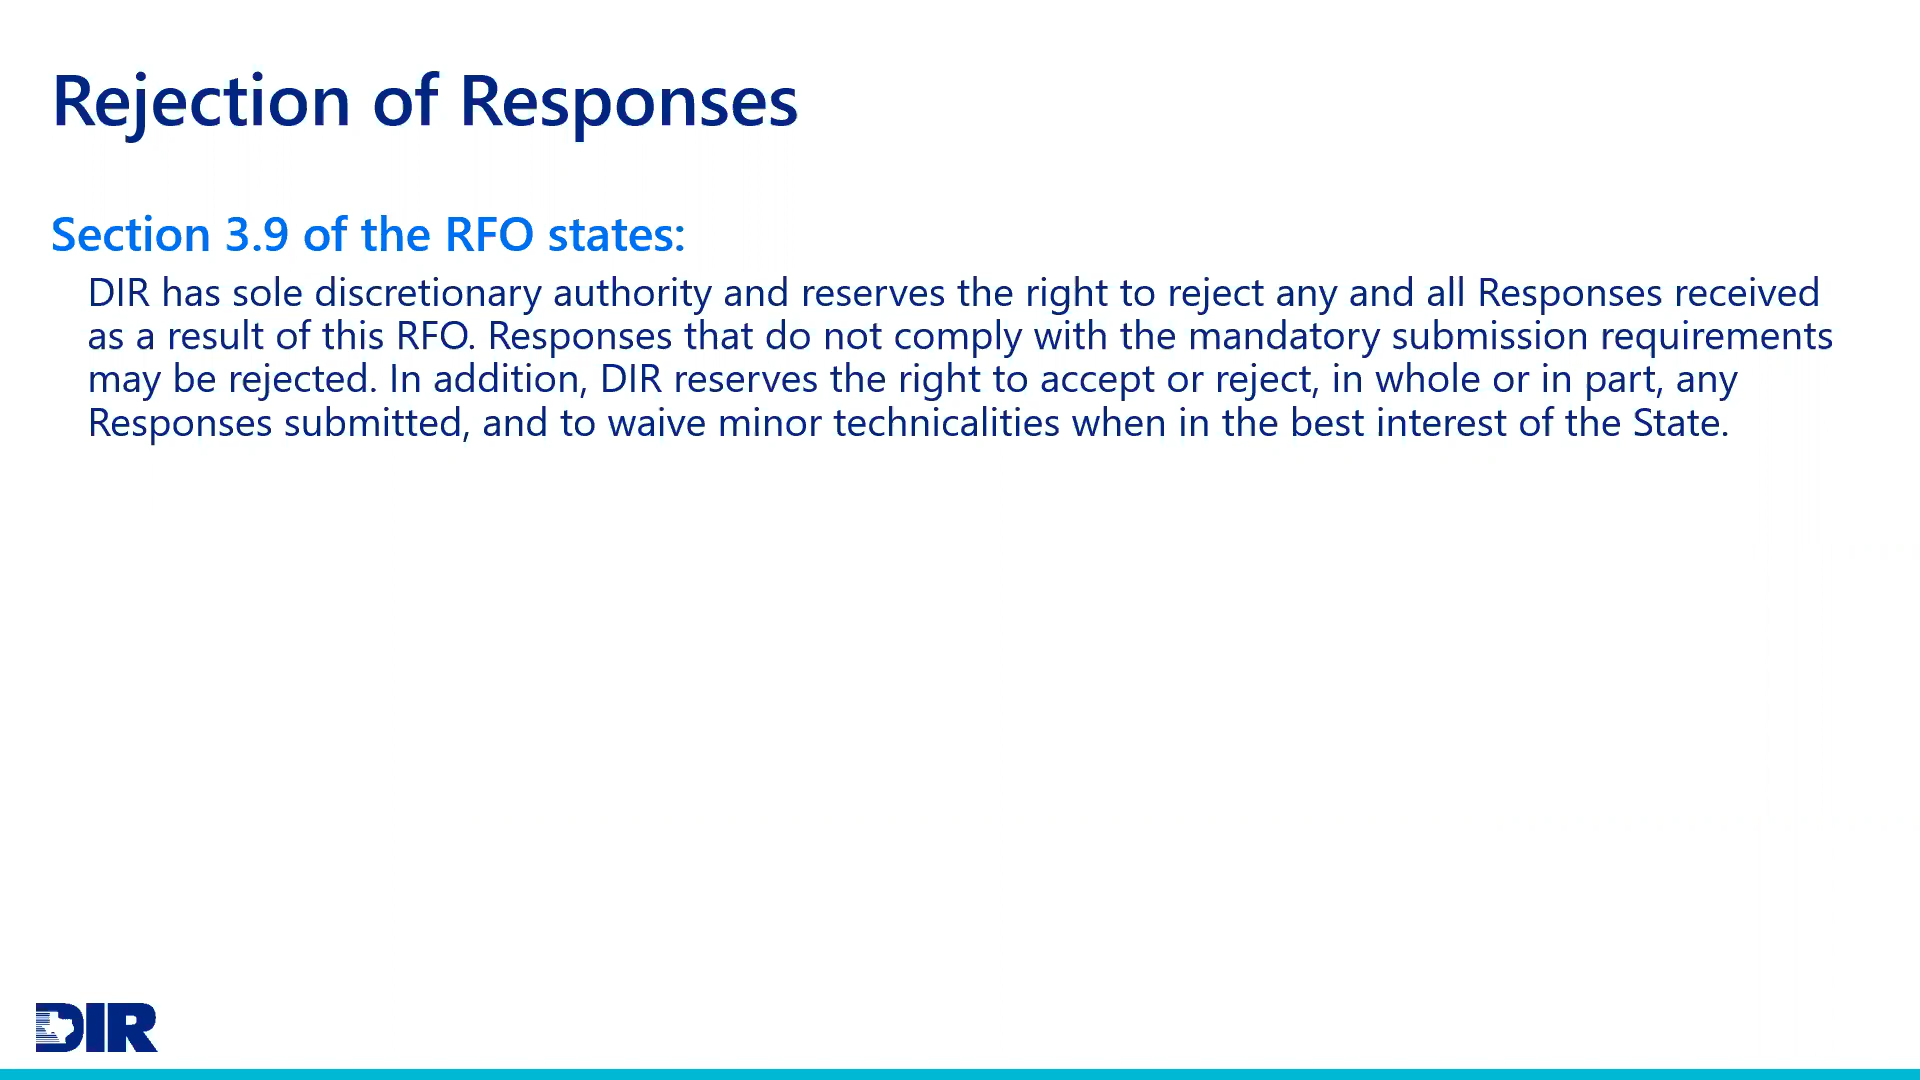 Rejection of Responses
Section 3.9 of the RFO states:
DIR has sole discretionary authority and reserves the right to reject any and all Responses received
as a result of this RFO. Responses that do not comply with the mandatory submission requirements
may be rejected. In addition, DIR reserves the right to accept or reject, in whole or in part, any
Responses submitted, and to waive minor technicalities when in the best interest of the State.
DIR